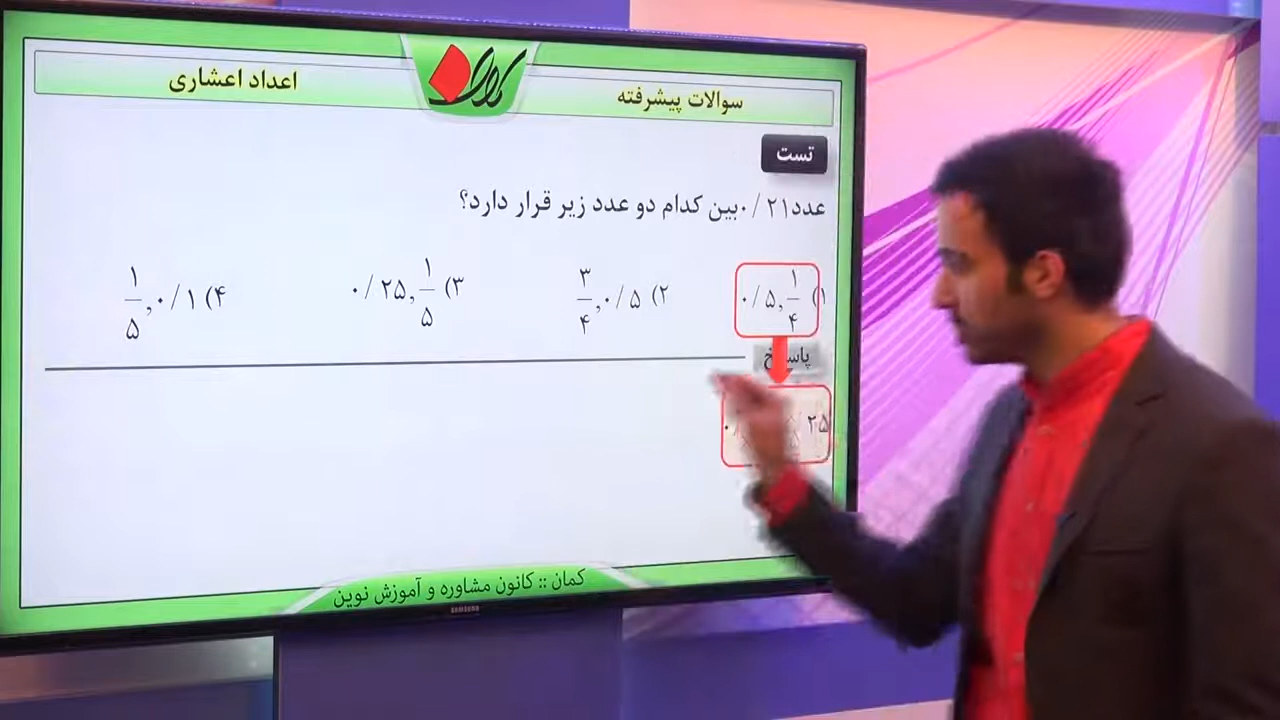 سوالات پیشرفته
اعداد اعشاری
تست
عدد ۰/۲۱ بین کدام دو عدد زیر قرار دارد؟
۱) ۱/۴ , ۰/۵
۲) ۰/۵ , ۳/۴
۳) ۱/۵ , ۰/۲۵
۴) ۰/۱ , ۱/۵
پاسخ
۲۵
کمان :: کانون مشاوره و آموزش نوین
SAMSUNG